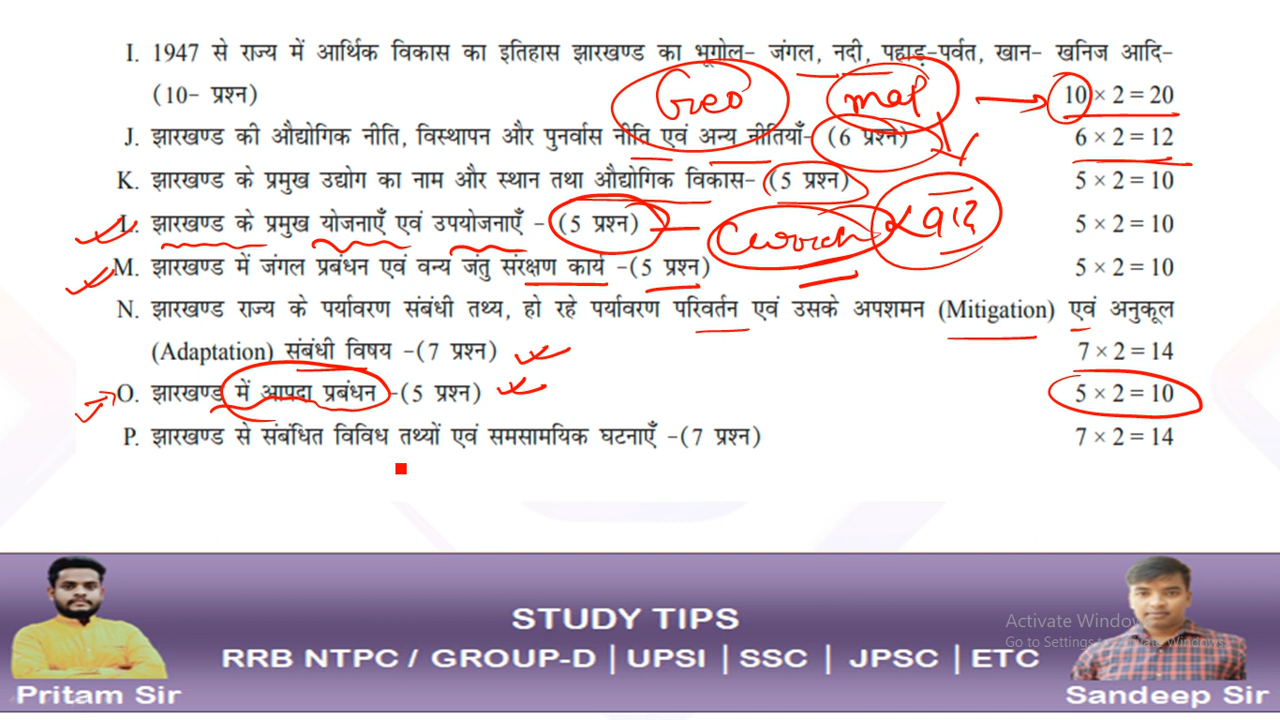 I. 1947 से राज्य में आर्थिक विकास का इतिहास झारखण्ड का भूगोल- जंगल, नदी, पहाड़-पर्वत, खान- खनिज आदि-
(10- प्रश्न) Geo map 10 × 2 = 20
J. झारखण्ड की औद्योगिक नीति, विस्थापन और पुनर्वास नीति एवं अन्य नीतियाँ- (6 प्रश्न) 6 × 2 = 12
K. झारखण्ड के प्रमुख उद्योग का नाम और स्थान तथा औद्योगिक विकास- (5 प्रश्न) 5 × 2 = 10
L. झारखण्ड के प्रमुख योजनाएँ एवं उपयोजनाएँ - (5 प्रश्न) 5 × 2 = 10
M. झारखण्ड में जंगल प्रबंधन एवं वन्य जंतु संरक्षण कार्य -(5 प्रश्न) 5 × 2 = 10
N. झारखण्ड राज्य के पर्यावरण संबंधी तथ्य, हो रहे पर्यावरण परिवर्तन एवं उसके अपशमन (Mitigation) एवं अनुकूल
(Adaptation) संबंधी विषय -(7 प्रश्न) 7 × 2 = 14
O. झारखण्ड में आपदा प्रबंधन -(5 प्रश्न) 5 × 2 = 10
P. झारखण्ड से संबंधित विविध तथ्यों एवं समसामयिक घटनाएँ -(7 प्रश्न) 7 × 2 = 14
STUDY TIPS
Activate Windows
Go to Settings to activate Windows.
RRB NTPC / GROUP-D | UPSI | SSC | JPSC | ETC
Pritam Sir
Sandeep Sir